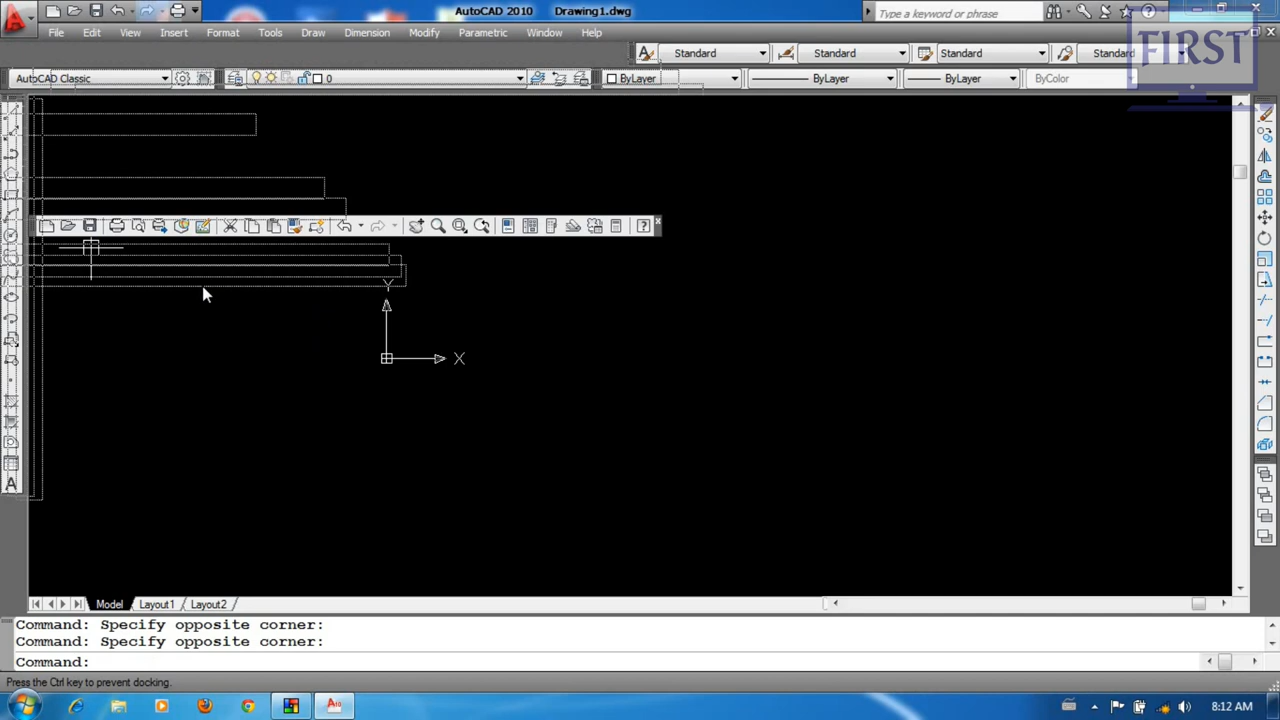 AutoCAD 2010 Drawing1.dwg
Type a keyword or phrase
File Edit View Insert Format Tools Draw Dimension Modify Parametric Window Help
FIRST
Standard Standard Standard Standard
AutoCAD Classic 0 ByLayer ByLayer ByLayer ByColor
Y
X
A
Model Layout1 Layout2
Command: Specify opposite corner:
Command: Specify opposite corner:
Command:
Press the Ctrl key to prevent docking.
8:12 AM